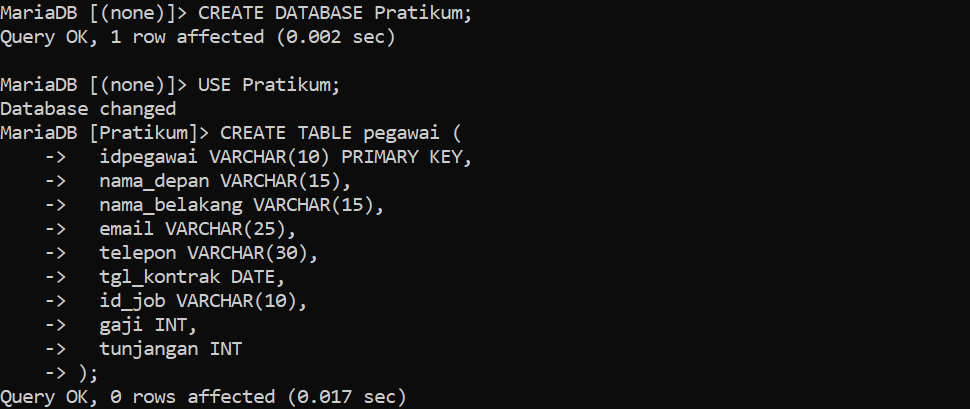 MariaDB [(none)]> CREATE DATABASE Pratikum;
Query OK, 1 row affected (0.002 sec)
MariaDB [(none)]> USE Pratikum;
Database changed
MariaDB [Pratikum]> CREATE TABLE pegawai (
    ->   idpegawai VARCHAR(10) PRIMARY KEY,
    ->   nama_depan VARCHAR(15),
    ->   nama_belakang VARCHAR(15),
    ->   email VARCHAR(25),
    ->   telepon VARCHAR(30),
    ->   tgl_kontrak DATE,
    ->   id_job VARCHAR(10),
    ->   gaji INT,
    ->   tunjangan INT
    -> );
Query OK, 0 rows affected (0.017 sec)